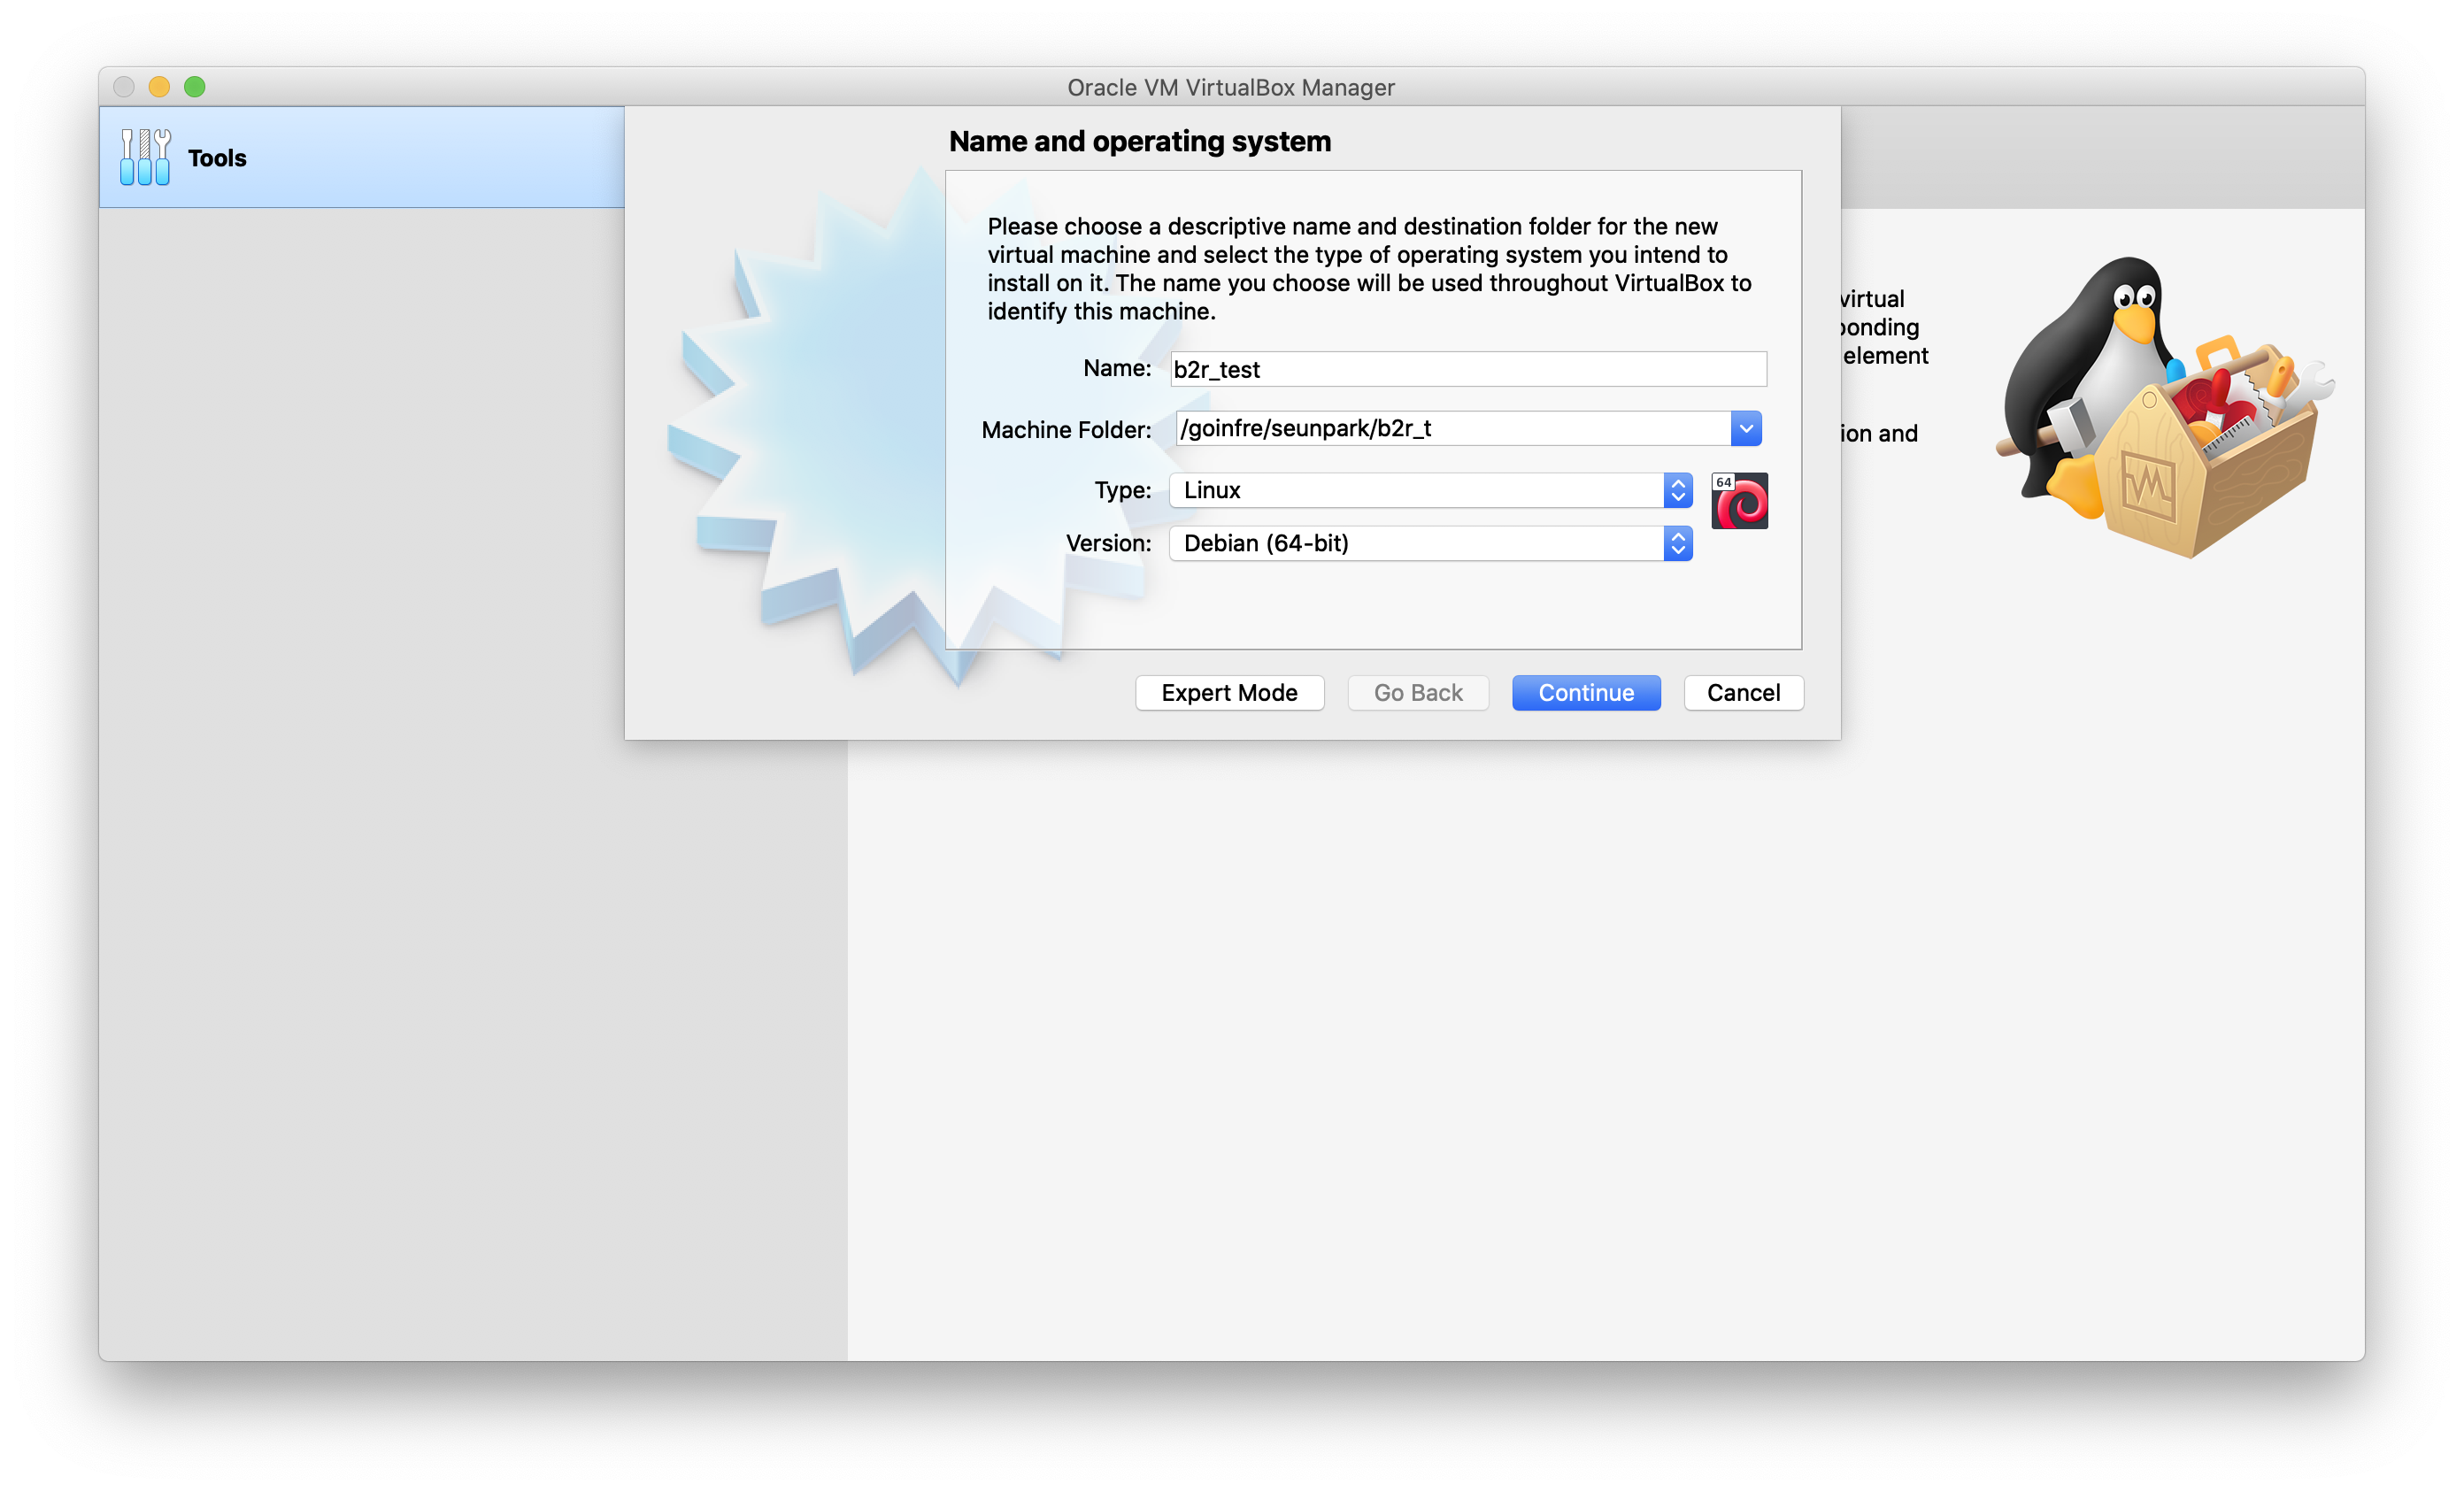 Oracle VM VirtualBox Manager
Tools
Name and operating system
Please choose a descriptive name and destination folder for the new
virtual machine and select the type of operating system you intend to
install on it. The name you choose will be used throughout VirtualBox to
identify this machine.
Name: b2r_test
Machine Folder: /goinfre/seunpark/b2r_t
Type: Linux
64
Version: Debian (64-bit)
Expert Mode Go Back Continue Cancel
virtual
ponding
element
ion and